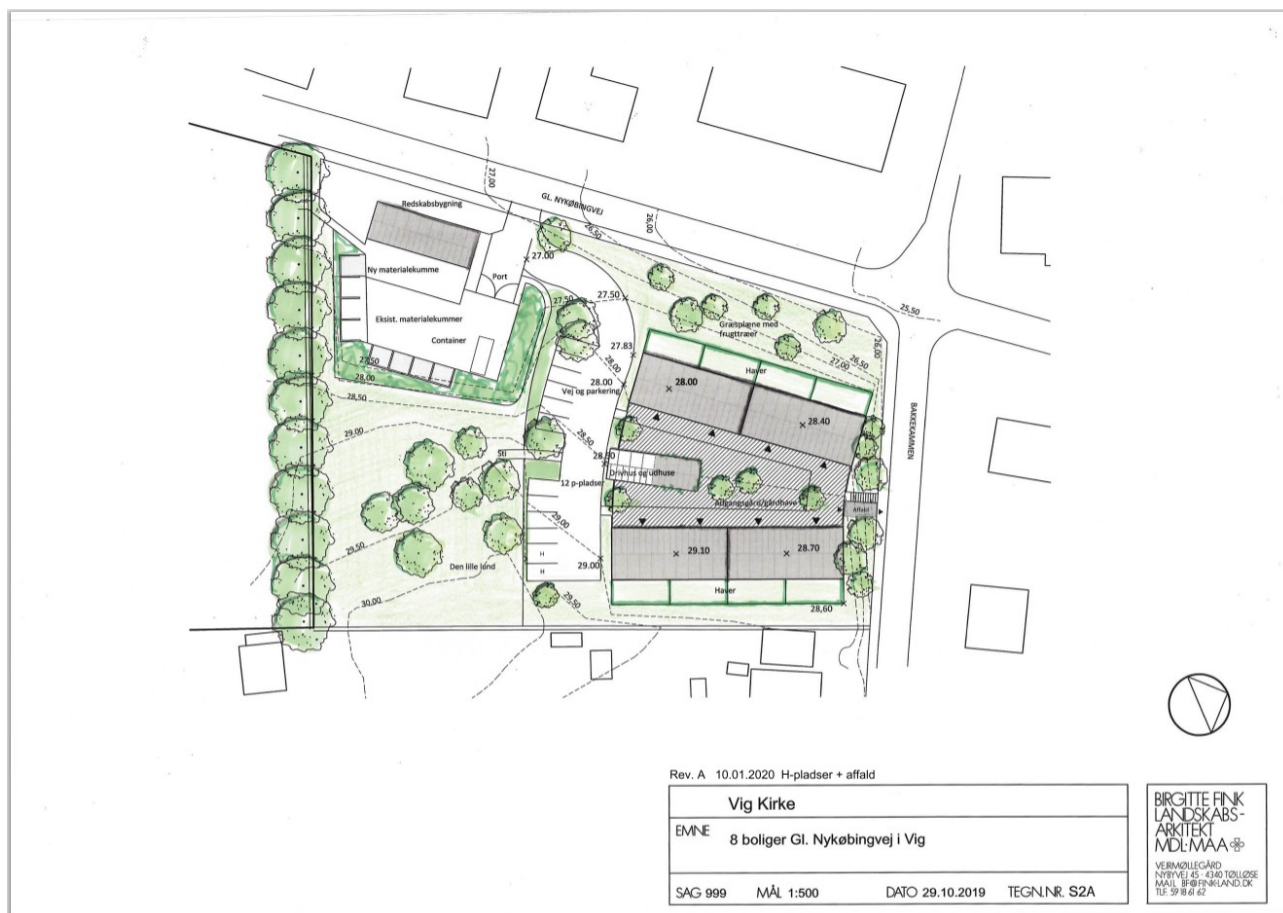 27,00
GL. NYKØBINGVEJ
26,00
26,50
Redskabsbygning
27.00
Ny materialekumme
Port
27,50
27.50
25,50
Eksist. materialekummer
Græsplæne med
frugttræer
Container
27.83
26,00
26,50
27,00
27,50
28,00
28,00
28.00
Haver
28,50
Vej og parkering
28.00
BAKKEKAMMEN
28.40
29,00
28,50
Sti
Drivhus og udhuse
12 p-pladser
Adgangsgård/gårdhave
Affald
29,00
29,50
29.10
28.70
29.00
Den lille lund
H
H
Haver
30,00
29,50
28,60
Rev. A 10.01.2020 H-pladser + affald
Vig Kirke
EMNE 8 boliger Gl. Nykøbingvej i Vig
SAG 999 MÅL 1:500 DATO 29.10.2019 TEGN.NR. S2A
BIRGITTE FINK
LANDSKABS-
ARKITEKT
MDL·MAA
VEJRMØLLEGÅRD
NYBYVEJ 45 · 4340 TØLLØSE
MAIL BF@FINK-LAND.DK
TLF. 59 18 61 62